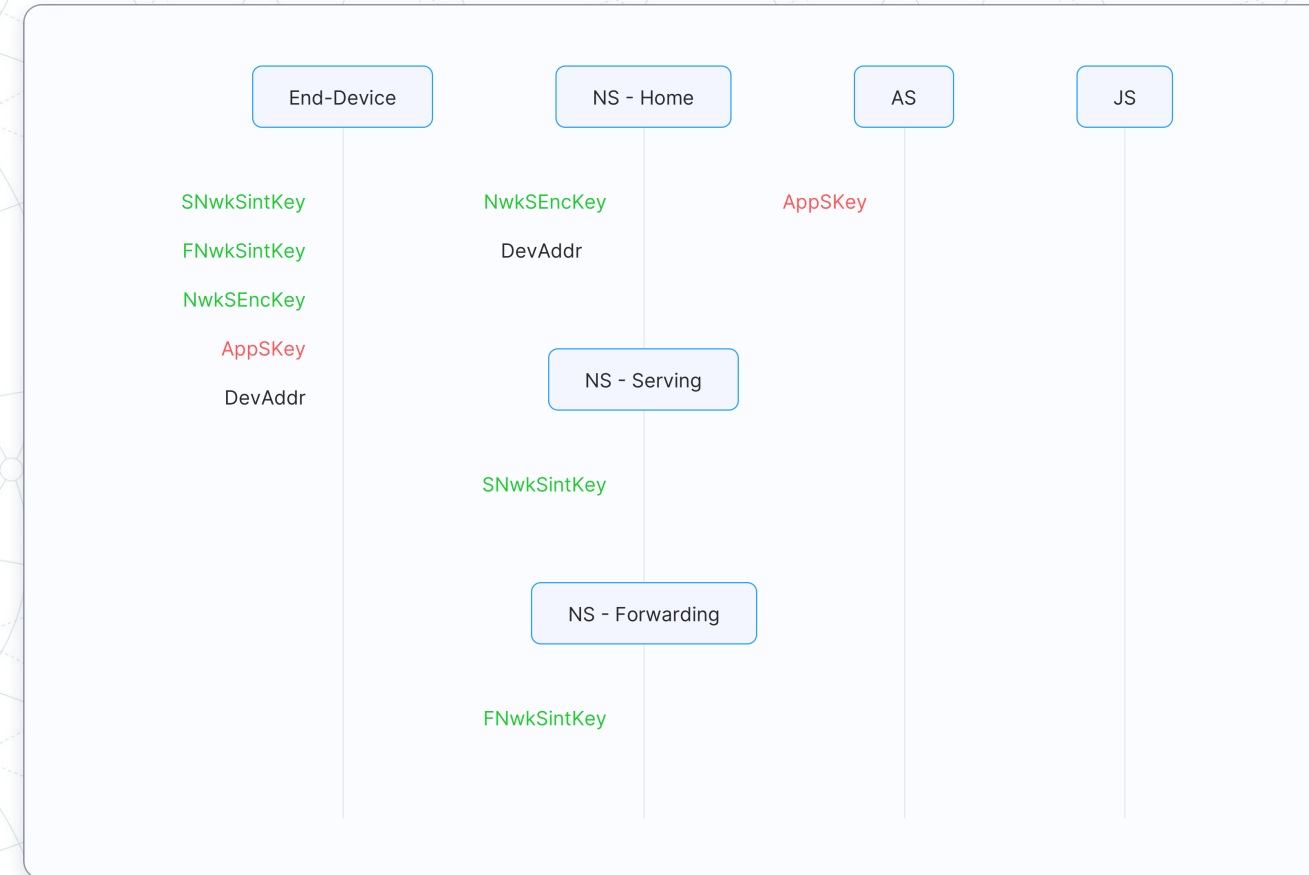 End-Device
NS - Home
AS
JS
SNwkSintKey
FNwkSintKey
NwkSEncKey
AppSKey
DevAddr
NwkSEncKey
DevAddr
NS - Serving
SNwkSintKey
NS - Forwarding
FNwkSintKey
AppSKey